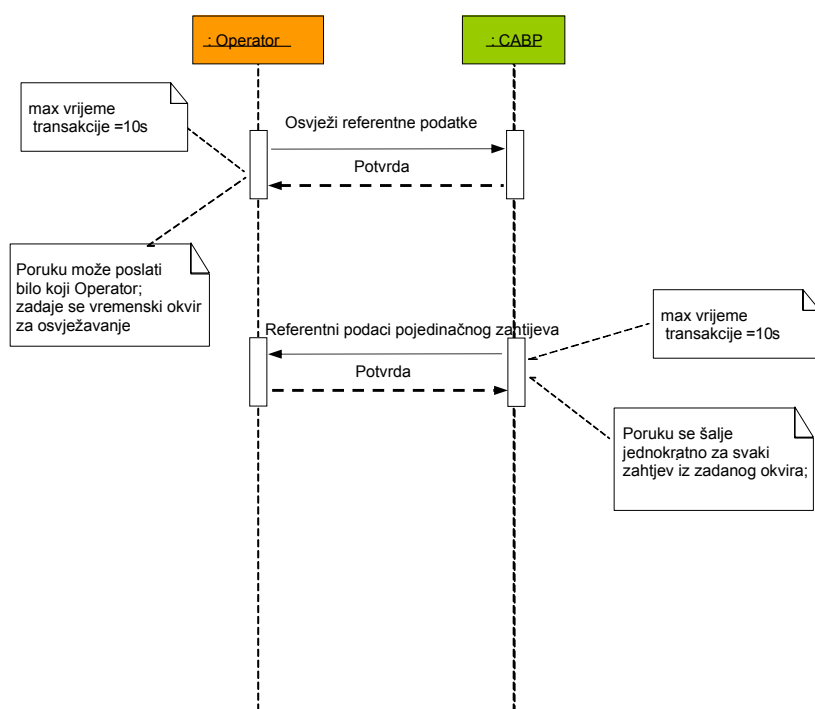 : Operator
: CABP
max vrijeme
transakcije =10s
Osvježi referentne podatke
Potvrda
Poruku može poslati
bilo koji Operator;
zadaje se vremenski okvir
za osvježavanje
Referentni podaci pojedinačnog zahtijeva
max vrijeme
transakcije =10s
Potvrda
Poruku se šalje
jednokratno za svaki
zahtjev iz zadanog okvira;